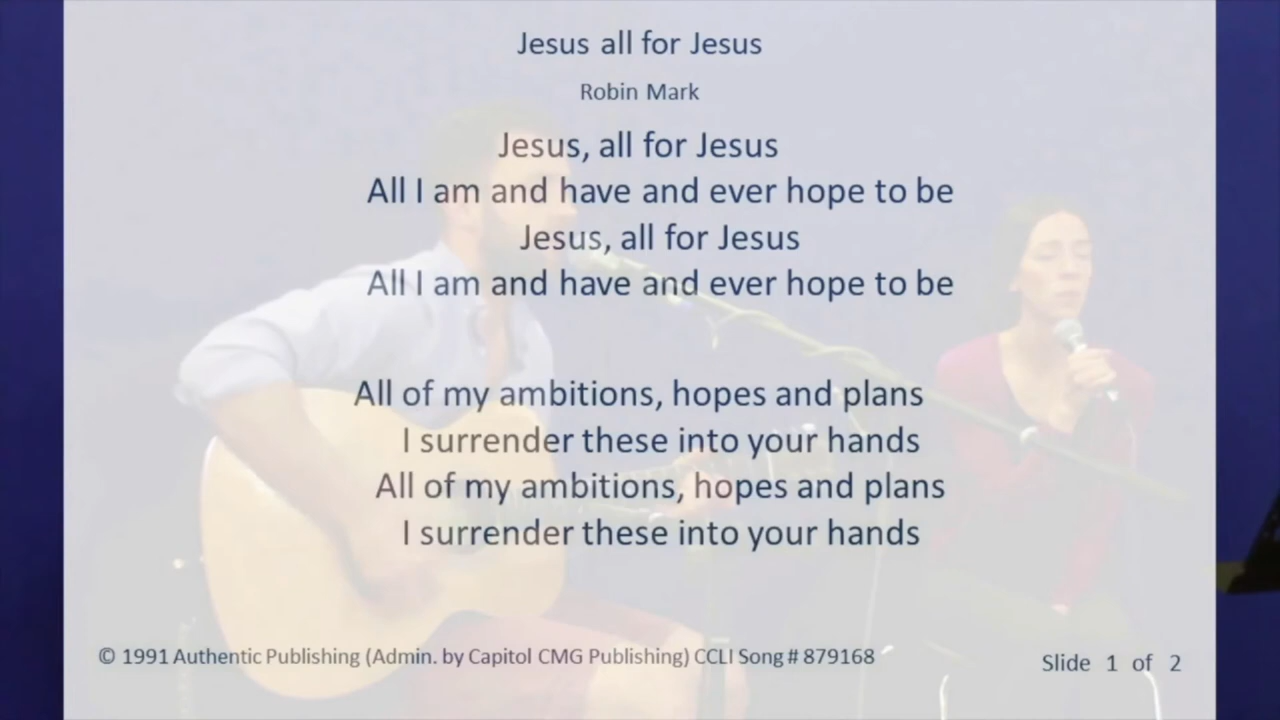 Jesus all for Jesus
Robin Mark
Jesus, all for Jesus
All I am and have and ever hope to be
Jesus, all for Jesus
All I am and have and ever hope to be
All of my ambitions, hopes and plans
I surrender these into your hands
All of my ambitions, hopes and plans
I surrender these into your hands
© 1991 Authentic Publishing (Admin. by Capitol CMG Publishing) CCLI Song # 879168
Slide 1 of 2